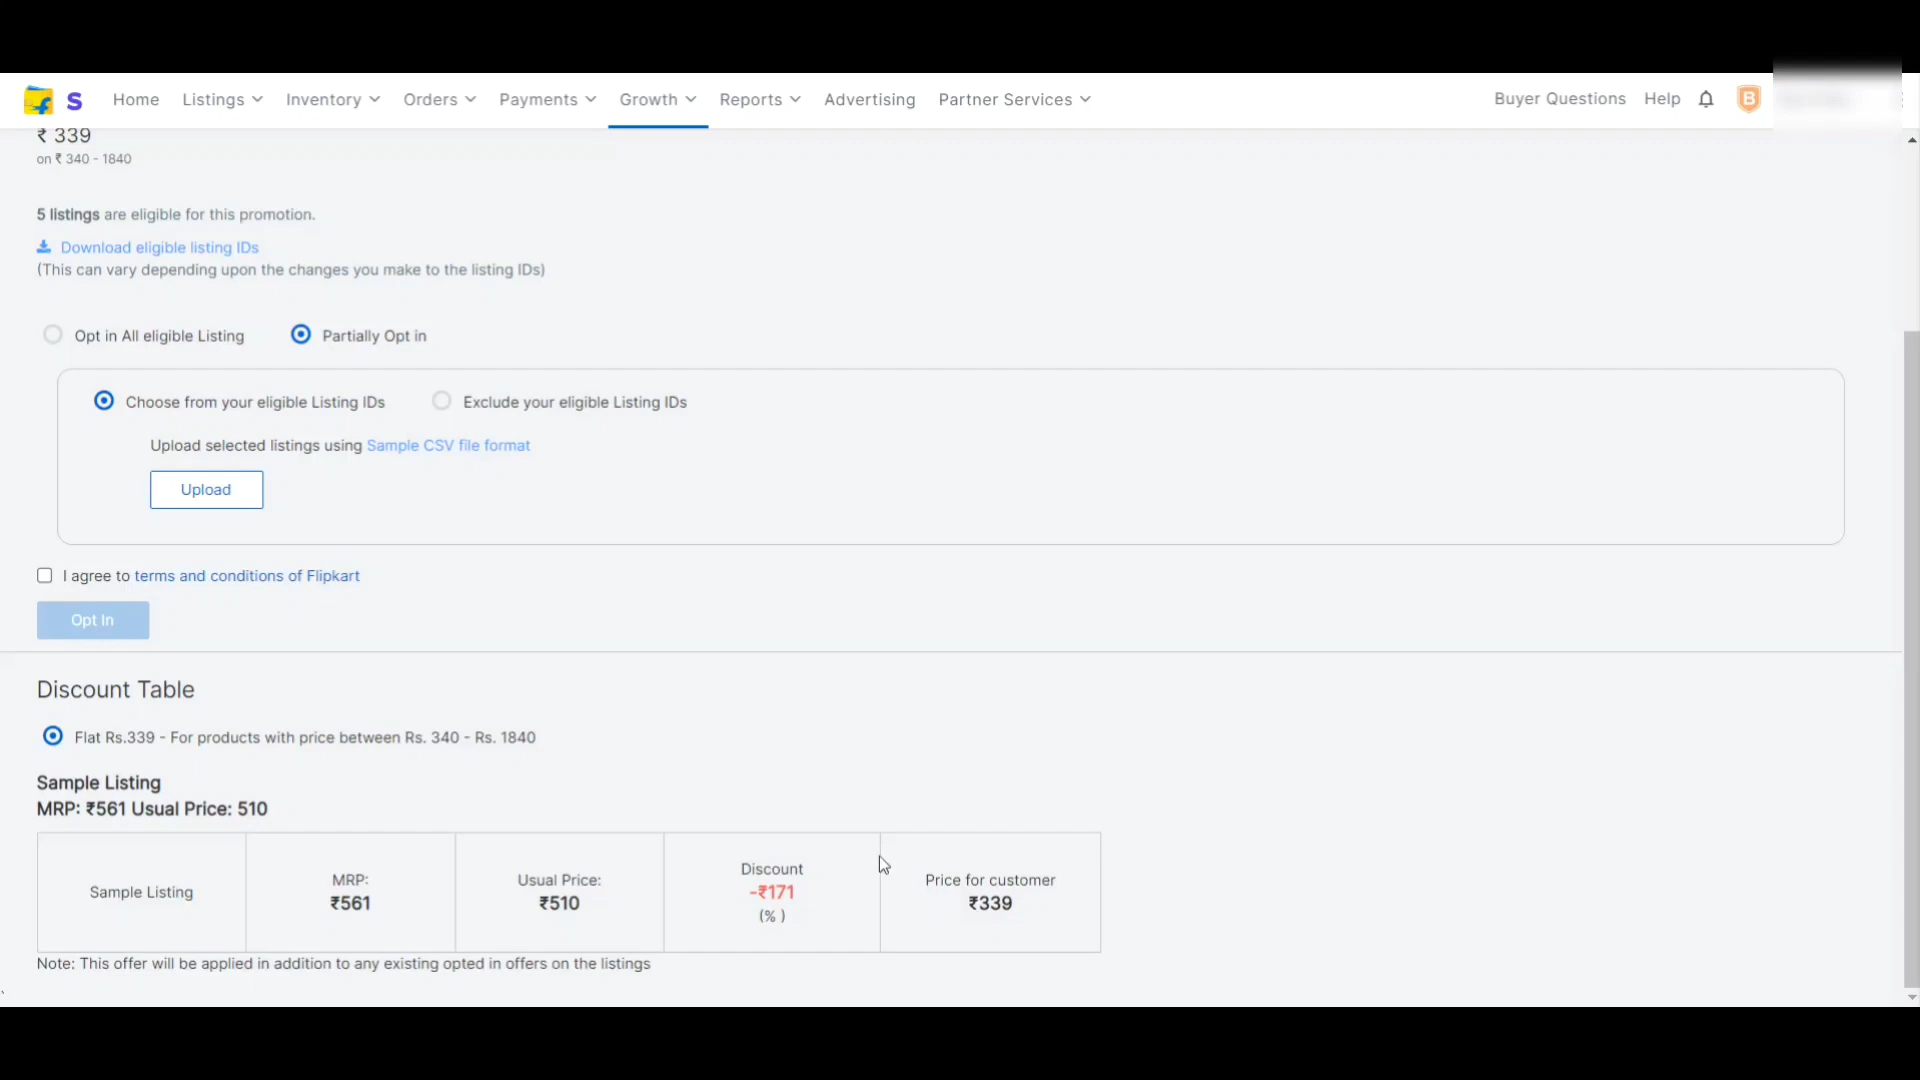 S Home Listings Inventory Orders Payments Growth Reports Advertising Partner Services Buyer Questions Help B
₹ 339
on ₹ 340 - 1840
5 listings are eligible for this promotion.
Download eligible listing IDs
(This can vary depending upon the changes you make to the listing IDs)
Opt in All eligible Listing Partially Opt in
Choose from your eligible Listing IDs Exclude your eligible Listing IDs
Upload selected listings using Sample CSV file format
Upload
I agree to terms and conditions of Flipkart
Opt In
Discount Table
Flat Rs.339 - For products with price between Rs. 340 - Rs. 1840
Sample Listing
MRP: ₹561 Usual Price: 510
Sample Listing
MRP:
₹561
Usual Price:
₹510
Discount
-₹171
(% )
Price for customer
₹339
Note: This offer will be applied in addition to any existing opted in offers on the listings